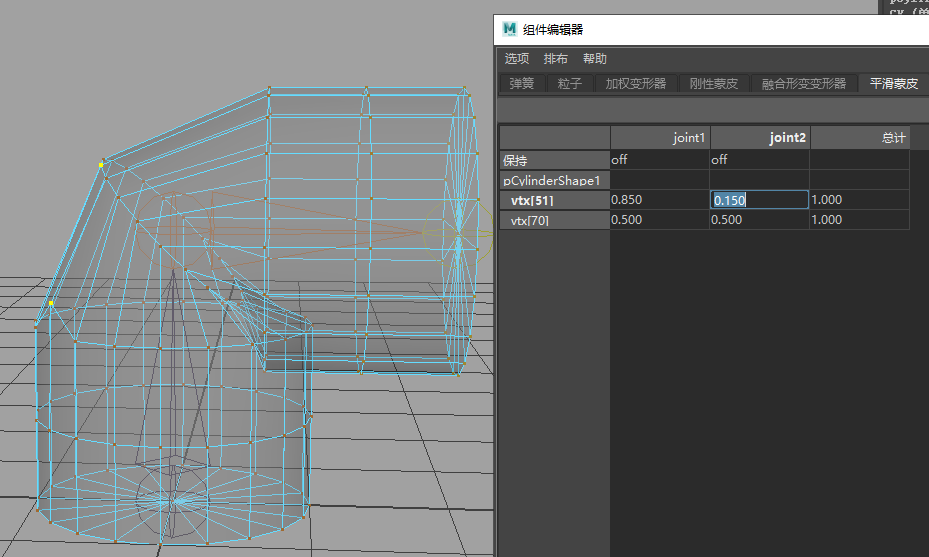 组件编辑器
选项 排布 帮助
弹簧 粒子 加权变形器 刚性蒙皮 融合形变变形器 平滑蒙皮
joint1 joint2 总计
保持 off off
pCylinderShape1
vtx[51] 0.850 0.150 1.000
vtx[70] 0.500 0.500 1.000